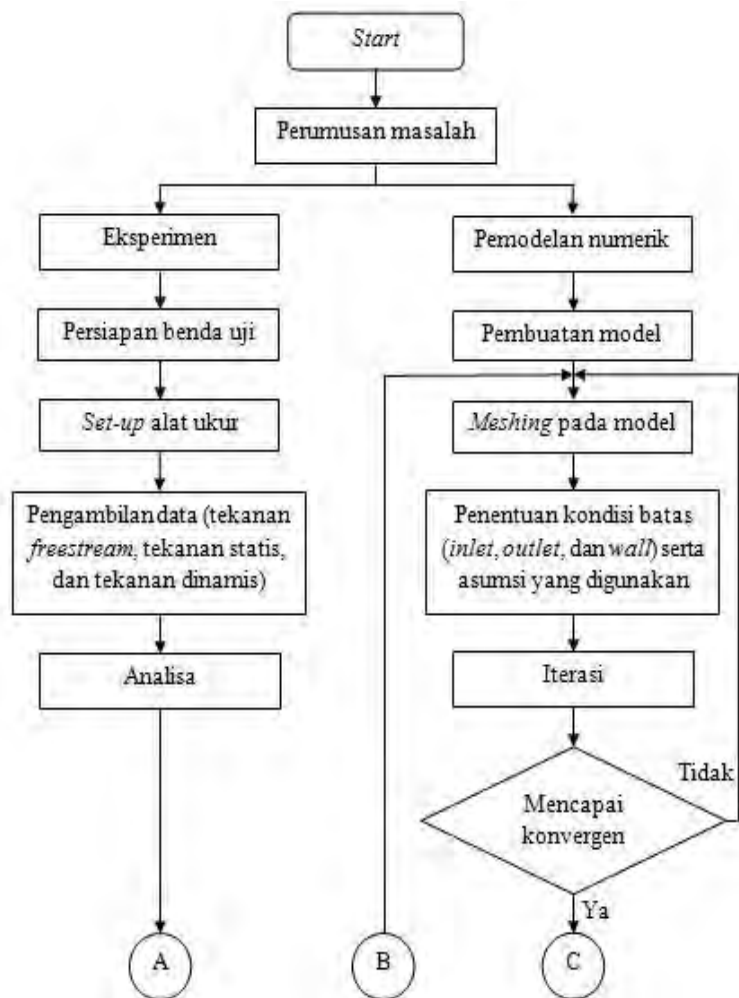 Start
Perumusan masalah
Eksperimen
Pemodelan numerik
Persiapan benda uji
Pembuatan model
Set-up alat ukur
Meshing pada model
Pengambilan data (tekanan
freestream, tekanan statis,
dan tekanan dinamis)
Penentuan kondisi batas
(inlet, outlet, dan wall) serta
asumsi yang digunakan
Analisa
Iterasi
Mencapai
konvergen
Tidak
Ya
A
B
C